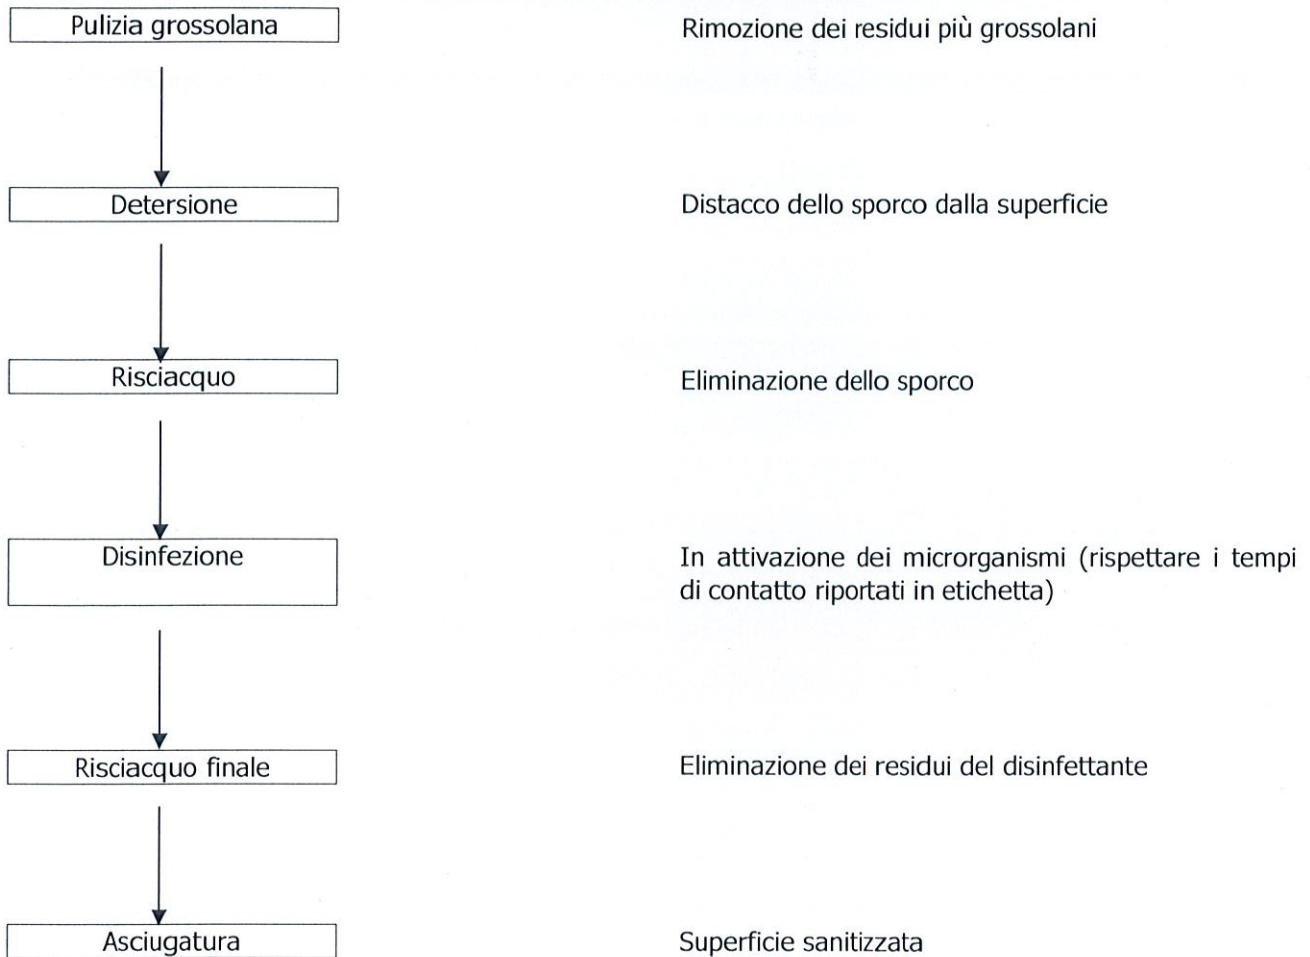 Pulizia grossolana
Rimozione dei residui più grossolani
Detersione
Distacco dello sporco dalla superficie
Risciacquo
Eliminazione dello sporco
Disinfezione
In attivazione dei microrganismi (rispettare i tempi
di contatto riportati in etichetta)
Risciacquo finale
Eliminazione dei residui del disinfettante
Asciugatura
Superficie sanitizzata